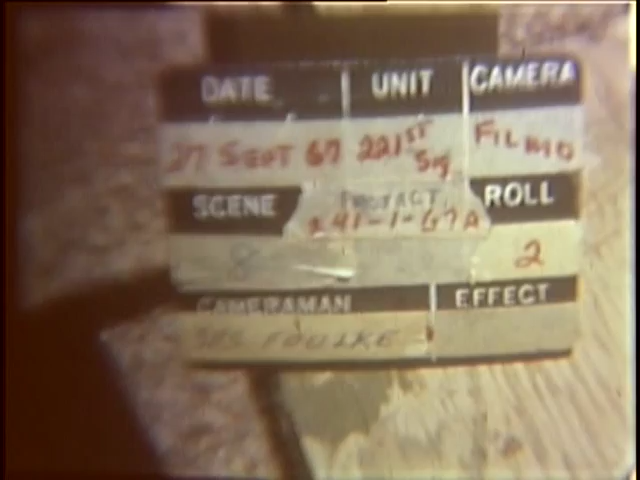 DATE UNIT CAMERA
27 SEPT 67 221ST SIG FILMO
SCENE PROJECT ROLL
241-1-67A
8 2
CAMERAMAN EFFECT
FOULKE